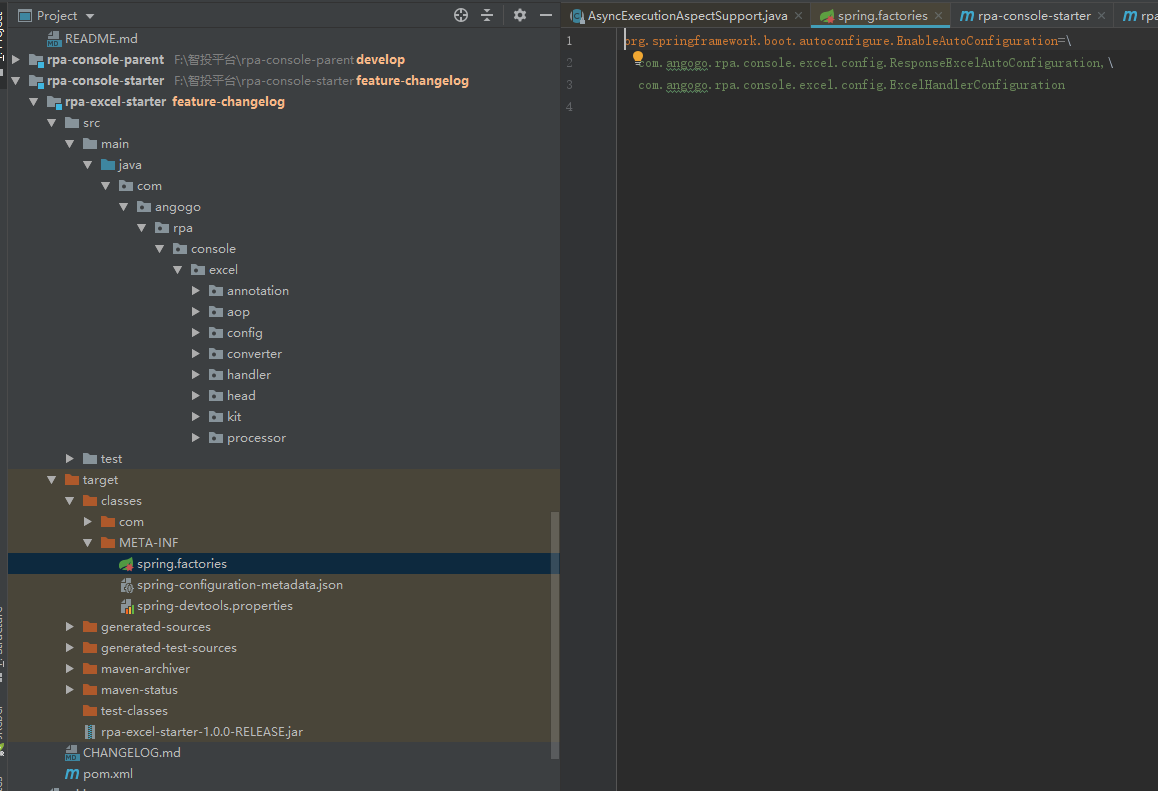 Project
README.md
rpa-console-parent F:\智投平台\rpa-console-parent develop
rpa-console-starter F:\智投平台\rpa-console-starter feature-changelog
rpa-excel-starter feature-changelog
src
main
java
com
angogo
rpa
console
excel
annotation
aop
config
converter
handler
head
kit
processor
test
target
classes
com
META-INF
spring.factories
spring-configuration-metadata.json
spring-devtools.properties
generated-sources
generated-test-sources
maven-archiver
maven-status
test-classes
rpa-excel-starter-1.0.0-RELEASE.jar
CHANGELOG.md
pom.xml
AsyncExecutionAspectSupport.java spring.factories rpa-console-starter rpa
1 org.springframework.boot.autoconfigure.EnableAutoConfiguration=\
2 com.angogo.rpa.console.excel.config.ResponseExcelAutoConfiguration,\
3 com.angogo.rpa.console.excel.config.ExcelHandlerConfiguration
4